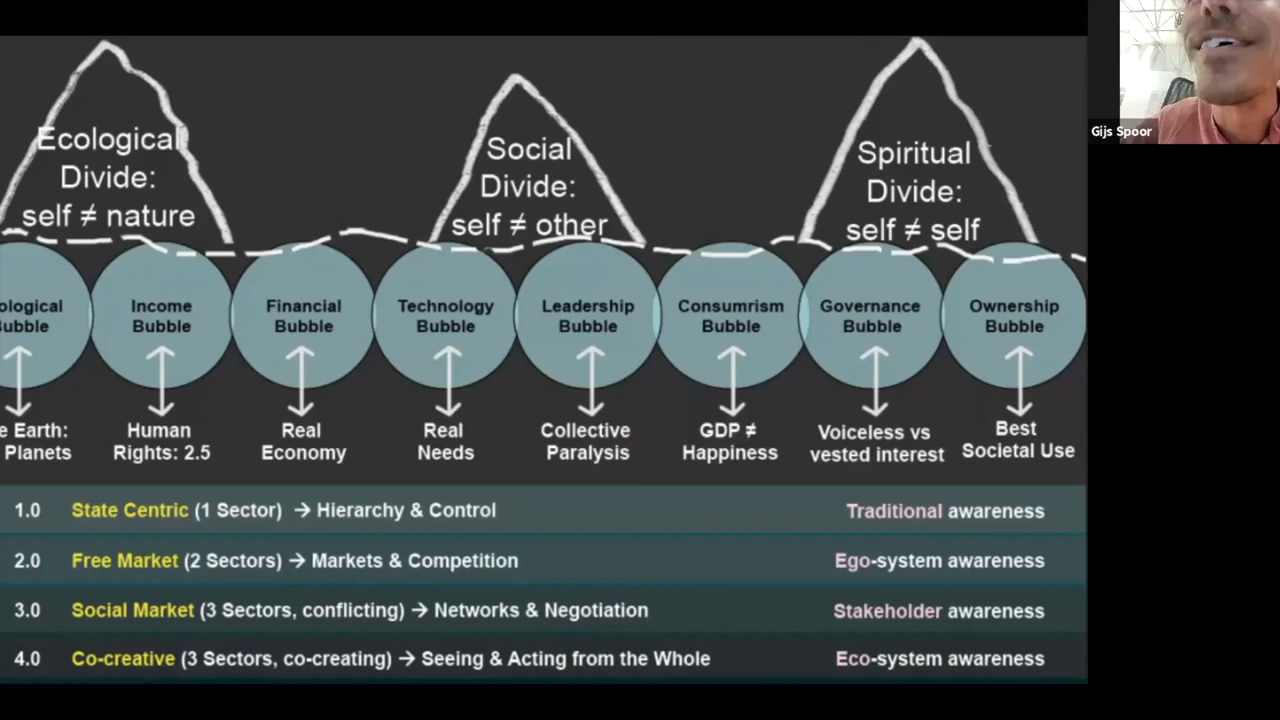 Gijs Spoor
Ecological
Divide:
self ≠ nature
Social
Divide:
self ≠ other
Spiritual
Divide:
self ≠ self
ological
Bubble
Income
Bubble
Financial
Bubble
Technology
Bubble
Leadership
Bubble
Consumrism
Bubble
Governance
Bubble
Ownership
Bubble
e Earth:
Planets
Human
Rights: 2.5
Real
Economy
Real
Needs
Collective
Paralysis
GDP ≠
Happiness
Voiceless vs
vested interest
Best
Societal Use
1.0 State Centric (1 Sector) → Hierarchy & Control Traditional awareness
2.0 Free Market (2 Sectors) → Markets & Competition Ego-system awareness
3.0 Social Market (3 Sectors, conflicting) → Networks & Negotiation Stakeholder awareness
4.0 Co-creative (3 Sectors, co-creating) → Seeing & Acting from the Whole Eco-system awareness